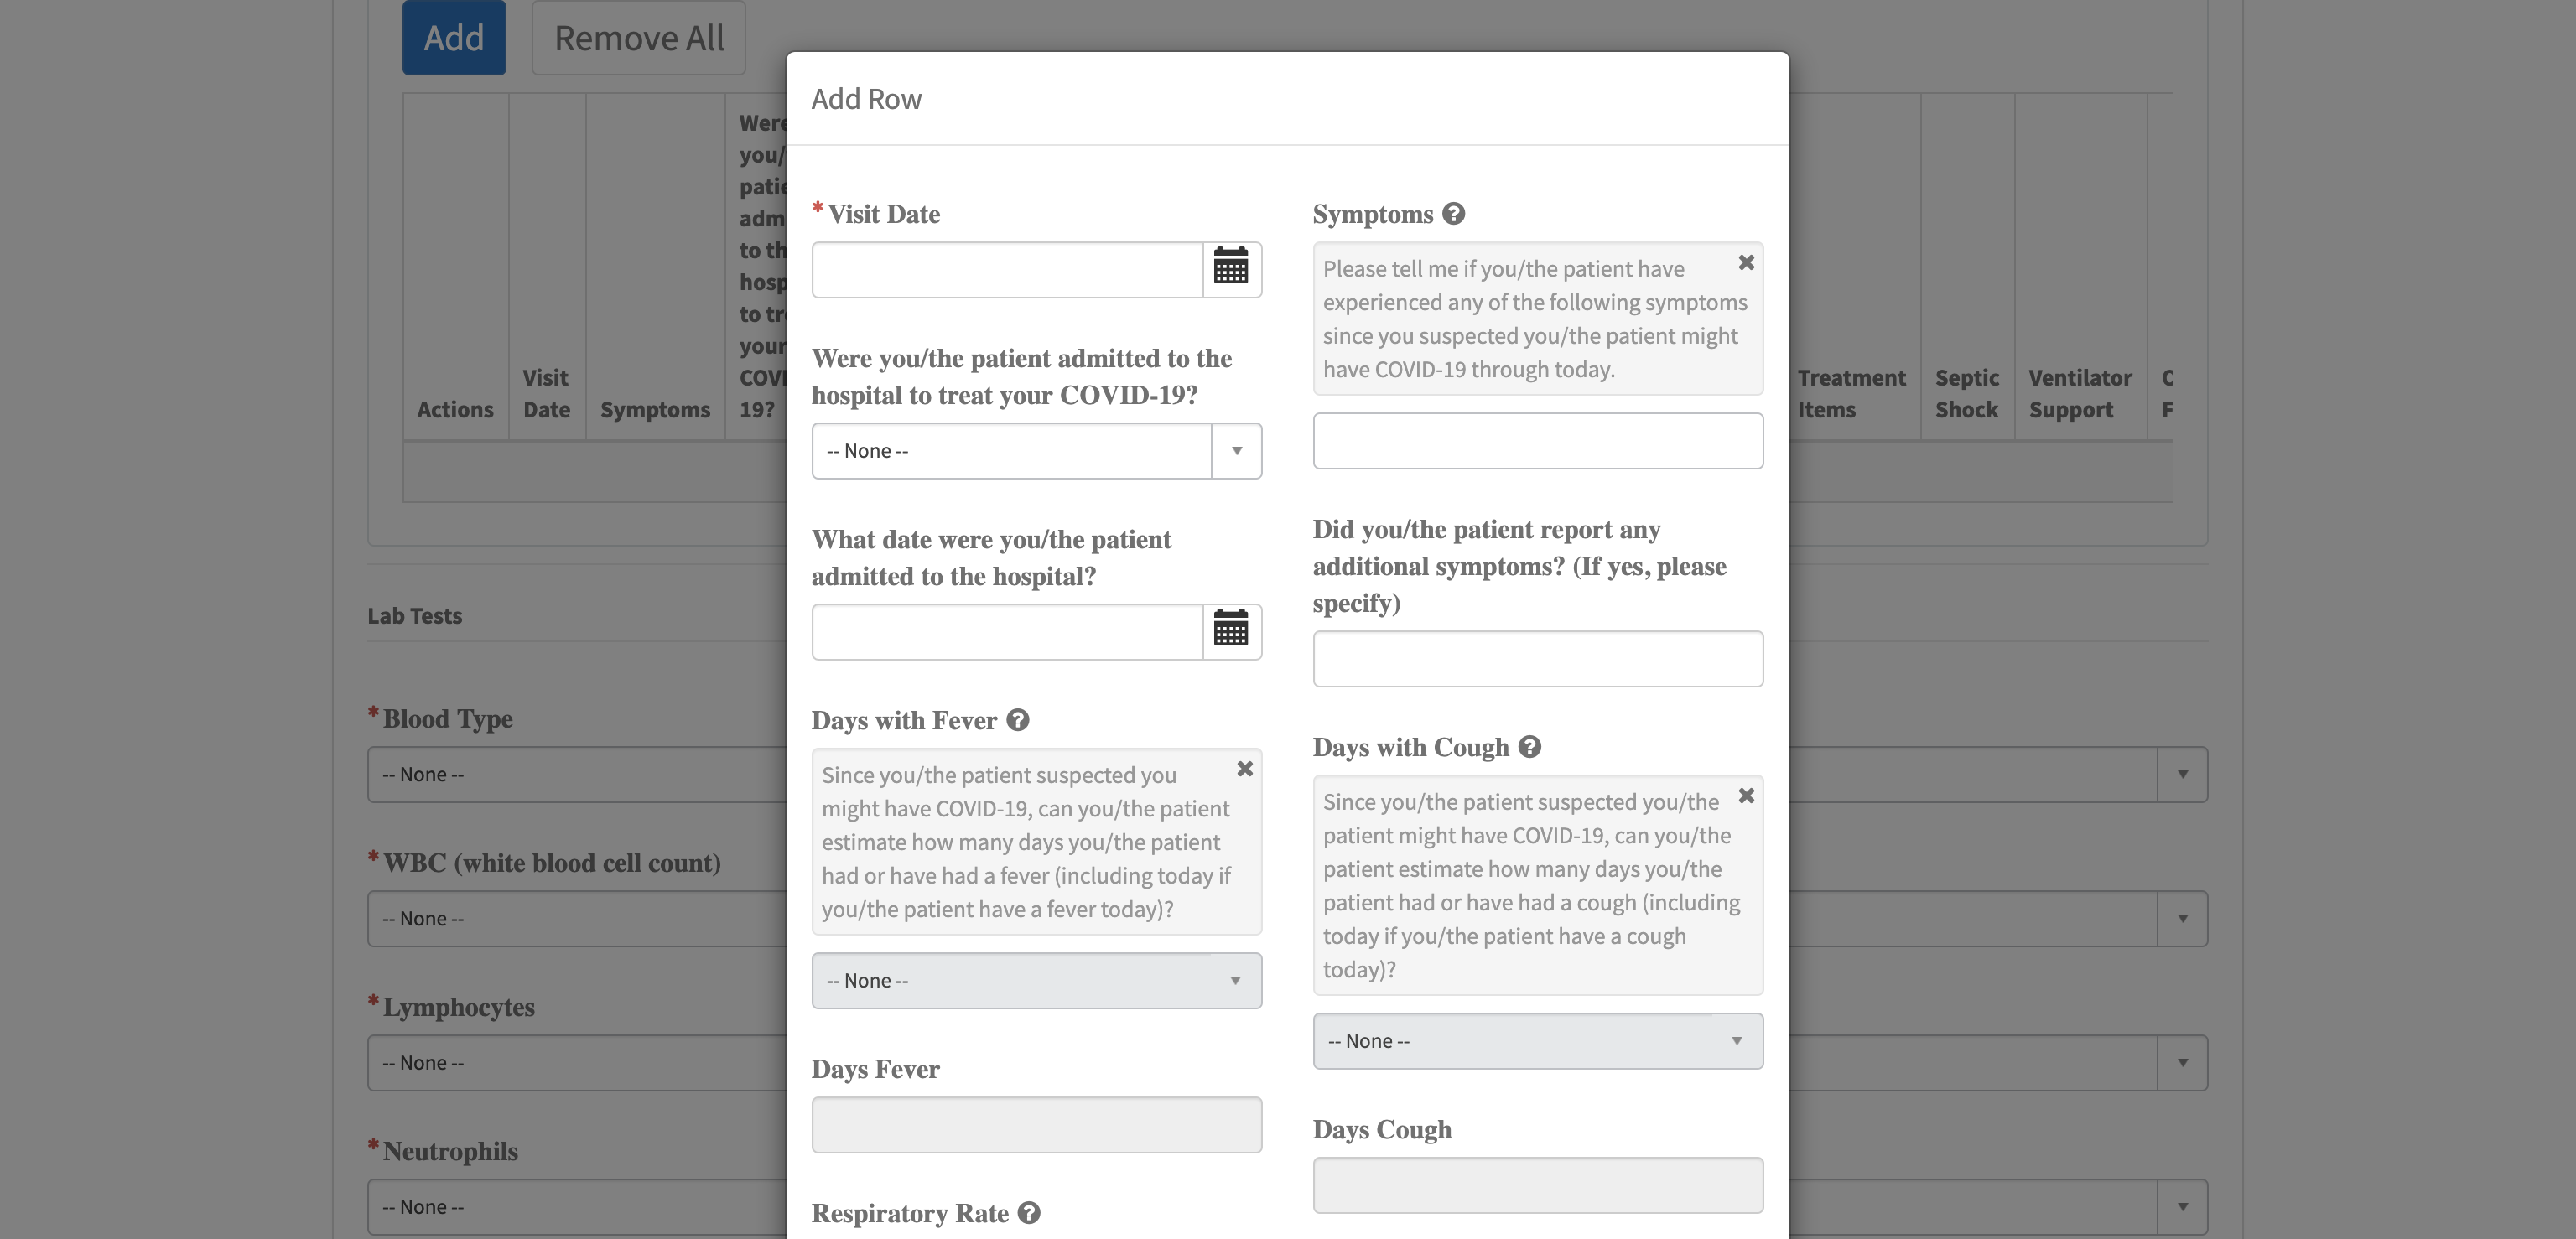 Add
Remove All
Actions
Visit
Date
Symptoms
Were
you/
to th
your
19?
Treatment
Items
Septic
Shock
Ventilator
Support
Lab Tests
*Blood Type
-- None --
*WBC (white blood cell count)
-- None --
*Lymphocytes
-- None --
*Neutrophils
-- None --
Add Row
*Visit Date
Were you/the patient admitted to the
hospital to treat your COVID-19?
-- None --
What date were you/the patient
admitted to the hospital?
Days with Fever
Since you/the patient suspected you
might have COVID-19, can you/the patient
estimate how many days you/the patient
had or have had a fever (including today if
you/the patient have a fever today)?
-- None --
Days Fever
Respiratory Rate
Symptoms
Please tell me if you/the patient have
experienced any of the following symptoms
since you suspected you/the patient might
have COVID-19 through today.
Did you/the patient report any
additional symptoms? (If yes, please
specify)
Days with Cough
Since you/the patient suspected you/the
patient might have COVID-19, can you/the
patient estimate how many days you/the
patient had or have had a cough (including
today if you/the patient have a cough
today)?
-- None --
Days Cough